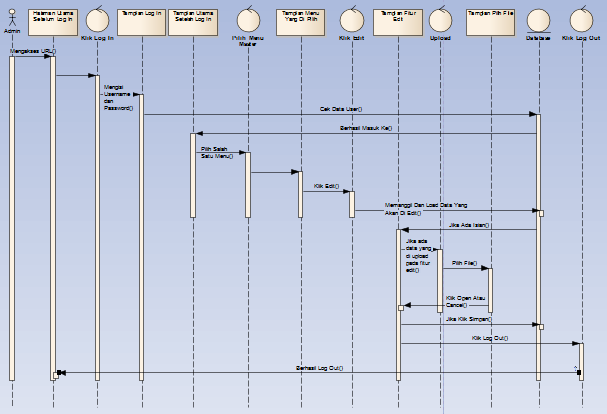 Halaman Utama
Sebelum Log In
Tampilan Log In
Tampilan Utama
Setelah Log In
Tampilan Menu
Yang Di Pilih
Tampilan Fitur
Edit
Tampilan Pilih File
Admin
Klik Log In
Pilih Menu
Master
Klik Edit
Upload
Database
Klik Log Out
Mengakses URL()
Mengisi
Username
dan
Password()
Cek Data User()
Berhasil Masuk Ke()
Pilih Salah
Satu Menu()
Klik Edit()
Memanggil Dan Load Data Yang
Akan Di Edit()
Jika Ada Isian()
Jika ada
data yang
di upload
pada fitur
edit()
Pilih File()
Klik Open Atau
Cancel()
Jika Klik Simpan()
Klik Log Out()
Berhasil Log Out()